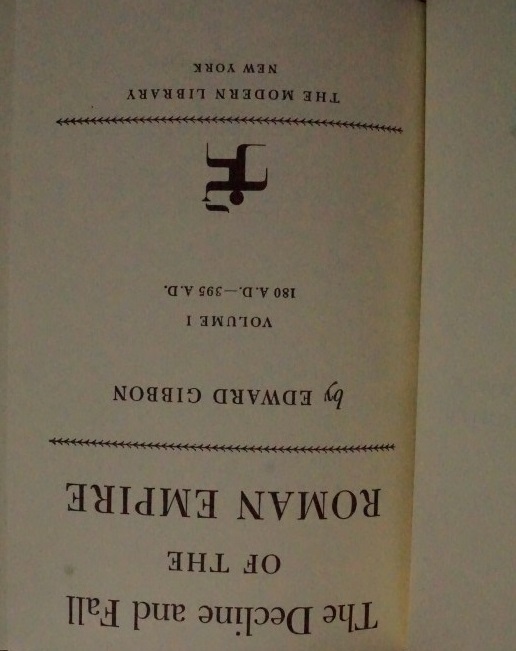 The Decline and Fall
OF THE
ROMAN EMPIRE
by EDWARD GIBBON
VOLUME I
180 A.D.—395 A.D.
THE MODERN LIBRARY
NEW YORK